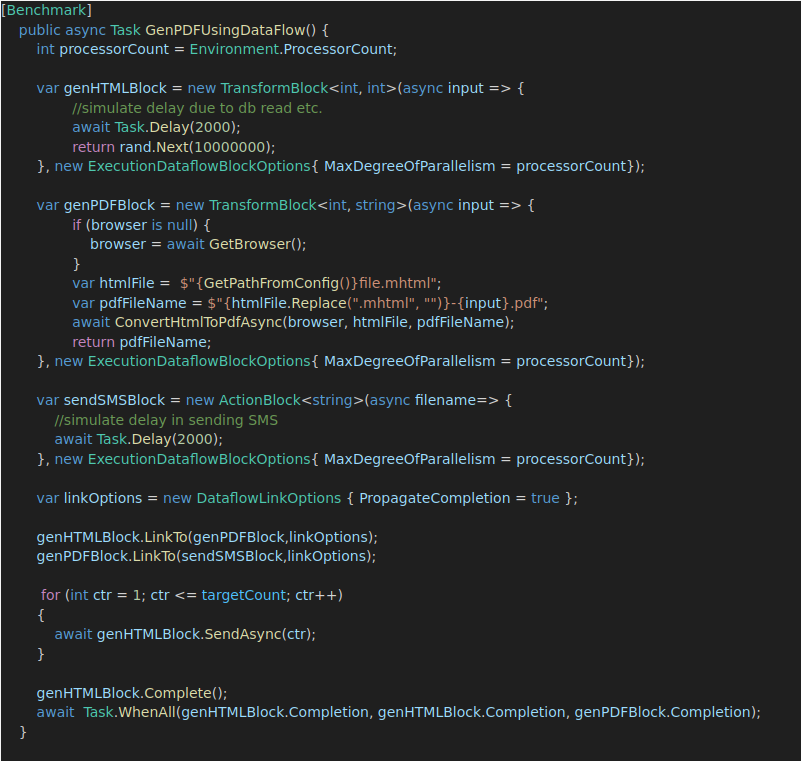 [Benchmark]
public async Task GenPDFUsingDataFlow() {
int processorCount = Environment.ProcessorCount;
var genHTMLBlock = new TransformBlock<int, int>(async input => {
//simulate delay due to db read etc.
await Task.Delay(2000);
return rand.Next(10000000);
}, new ExecutionDataflowBlockOptions{ MaxDegreeOfParallelism = processorCount});
var genPDFBlock = new TransformBlock<int, string>(async input => {
if (browser is null) {
browser = await GetBrowser();
}
var htmlFile =  $"{GetPathFromConfig()}file.mhtml";
var pdfFileName = $"{htmlFile.Replace(".mhtml", "")}-{input}.pdf";
await ConvertHtmlToPdfAsync(browser, htmlFile, pdfFileName);
return pdfFileName;
}, new ExecutionDataflowBlockOptions{ MaxDegreeOfParallelism = processorCount});
var sendSMSBlock = new ActionBlock<string>(async filename=> {
//simulate delay in sending SMS
await Task.Delay(2000);
}, new ExecutionDataflowBlockOptions{ MaxDegreeOfParallelism = processorCount});
var linkOptions = new DataflowLinkOptions { PropagateCompletion = true };
genHTMLBlock.LinkTo(genPDFBlock,linkOptions);
genPDFBlock.LinkTo(sendSMSBlock,linkOptions);
for (int ctr = 1; ctr <= targetCount; ctr++)
{
await genHTMLBlock.SendAsync(ctr);
}
genHTMLBlock.Complete();
await  Task.WhenAll(genHTMLBlock.Completion, genHTMLBlock.Completion, genPDFBlock.Completion);
}